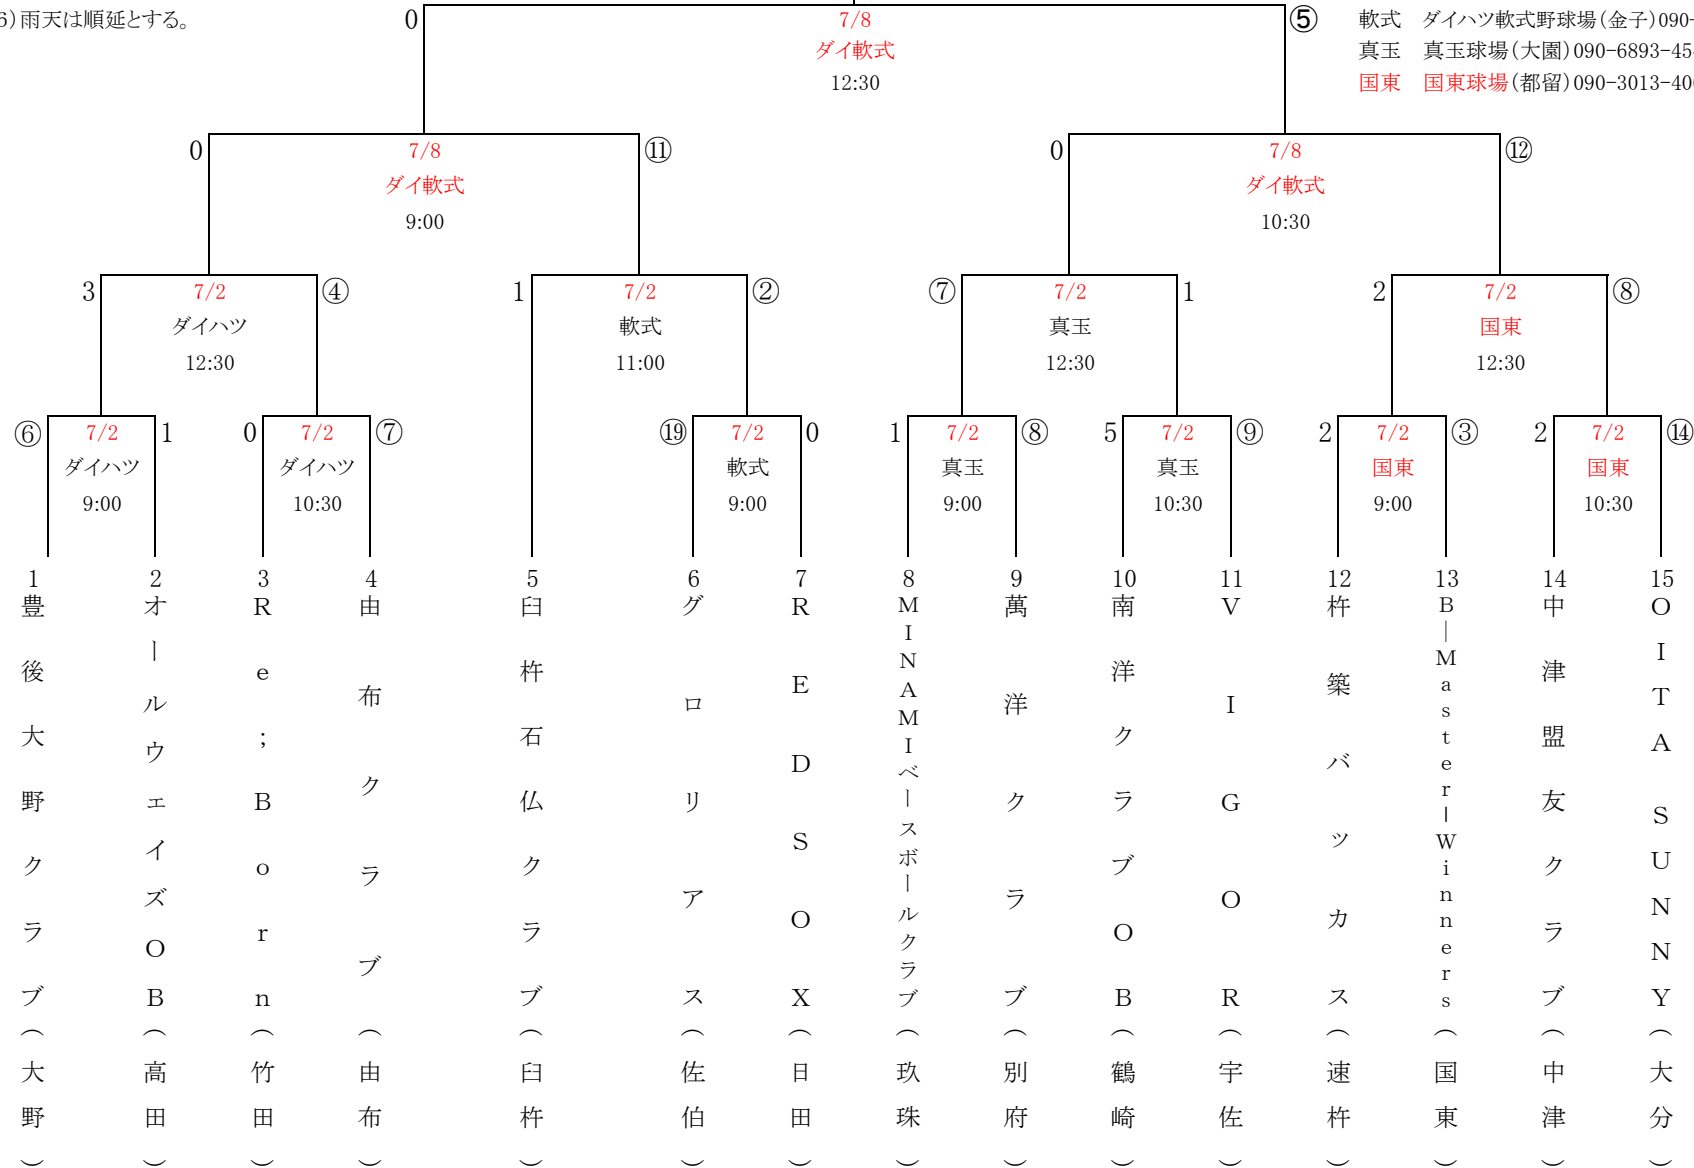 6)雨天は順延とする。
0 7/8 ⑤
ダイ軟式
12:30
軟式 ダイハツ軟式野球場(金子)090-
真玉 真玉球場(大園)090-6893-45
国東 国東球場(都留)090-3013-40
0 7/8 ⑪ 0 7/8 ⑫
ダイ軟式 ダイ軟式
9:00 10:30
3 7/2 ④ 1 7/2 ② ⑦ 7/2 1 2 7/2 ⑧
ダイハツ 軟式 真玉 国東
12:30 11:00 12:30 12:30
⑥ 7/2 1 0 7/2 ⑦ ⑲ 7/2 0 1 7/2 ⑧ 5 7/2 ⑨ 2 7/2 ③ 2 7/2 ⑭
ダイハツ ダイハツ 軟式 真玉 真玉 国東 国東
9:00 10:30 9:00 9:00 10:30 9:00 10:30
1 豊後大野クラブ(大野)
2 オールウェイズOB(高田)
3 Re;Born(竹田)
4 由布クラブ(由布)
5 臼杵石仏クラブ(臼杵)
6 グロリアス(佐伯)
7 REDSOX(日田)
8 MINAMIベースボールクラブ(玖珠)
9 萬洋クラブ(別府)
10 南洋クラブOB(鶴崎)
11 VIGOR(宇佐)
12 杵築バッカス(速杵)
13 B-Master-Winners(国東)
14 中津盟友クラブ(中津)
15 OITA SUNNY(大分)